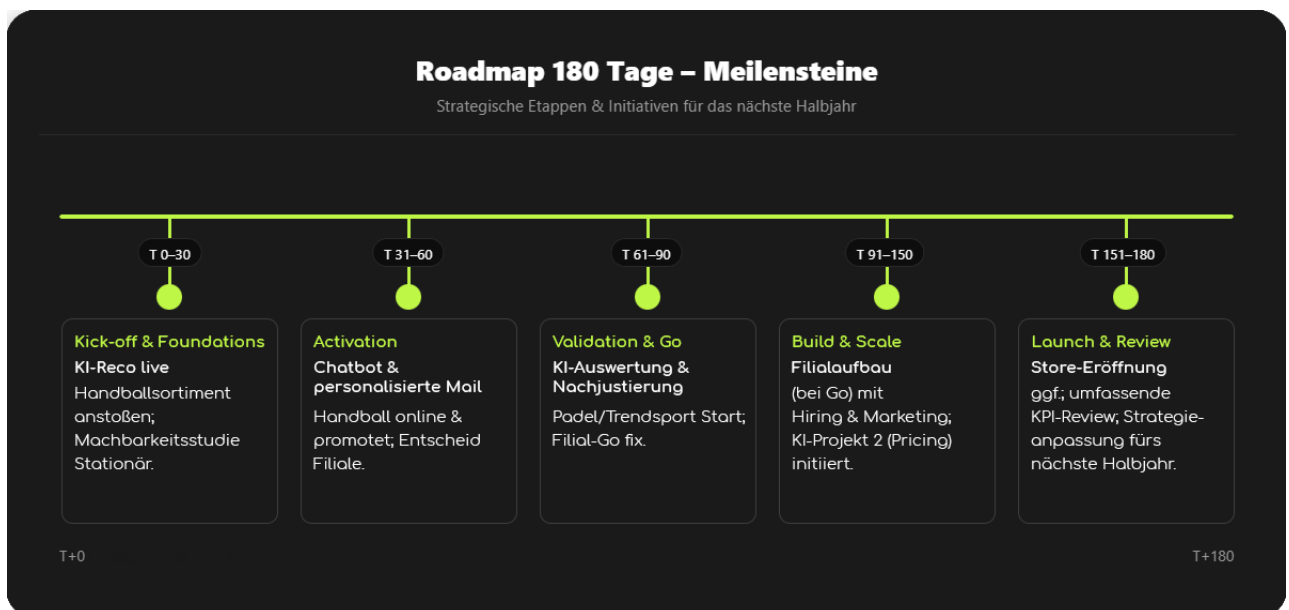 Roadmap 180 Tage – Meilensteine
Strategische Etappen & Initiativen für das nächste Halbjahr
T 0–30
T 31–60
T 61–90
T 91–150
T 151–180
Kick-off & Foundations
KI-Reco live
Handballsortiment
anstoßen;
Machbarkeitsstudie
Stationär.
Activation
Chatbot &
personalisierte Mail
Handball online &
promotet; Entscheid
Filiale.
Validation & Go
KI-Auswertung &
Nachjustierung
Padel/Trendsport Start;
Filial-Go fix.
Build & Scale
Filialaufbau
(bei Go) mit
Hiring & Marketing;
KI-Projekt 2 (Pricing)
initiiert.
Launch & Review
Store-Eröffnung
ggf.; umfassende
KPI-Review; Strategie-
anpassung fürs
nächste Halbjahr.
T+0
T+180